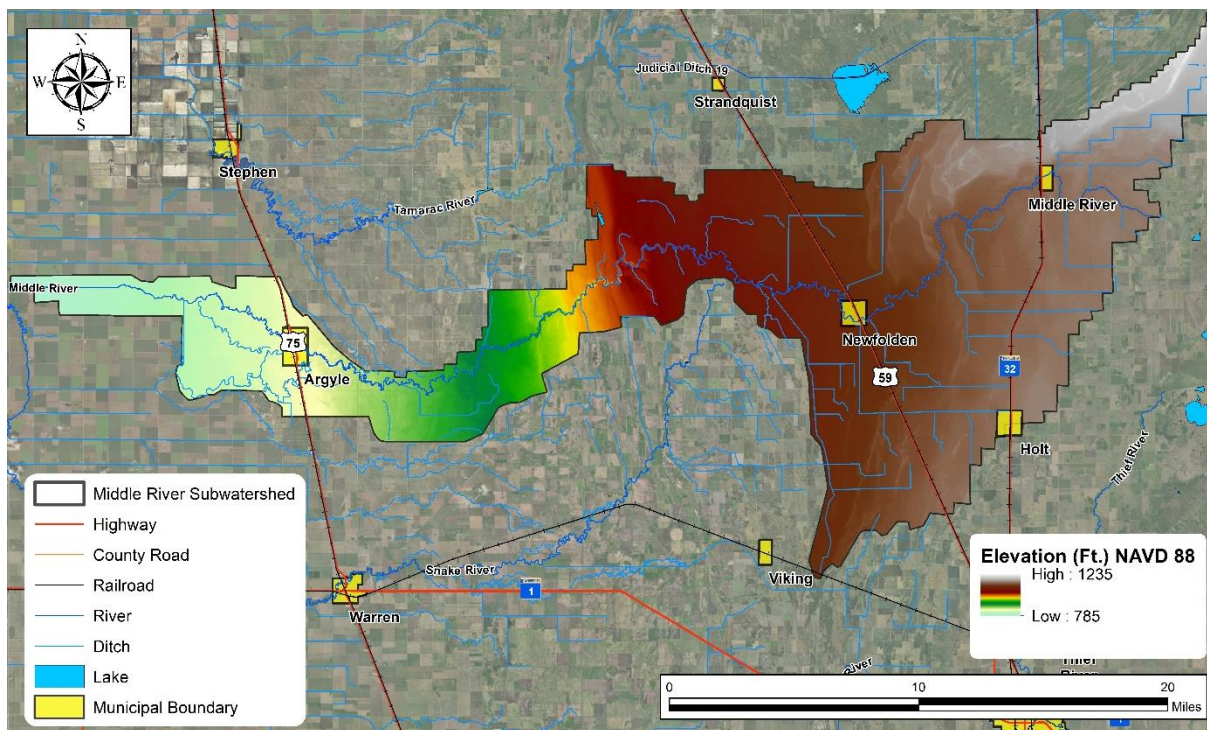 N
W
E
S
Judicial Ditch 19
Strandquist
Stephen
Tamarac River
Middle River
Middle River
75
Argyle
Newfolden
59
32
Holt
Thief River
Middle River Subwatershed
Highway
County Road
Railroad
River
Ditch
Lake
Municipal Boundary
Snake River
Viking
1
Warren
Elevation (Ft.) NAVD 88
High : 1235
Low : 785
River
0
10
20
Miles